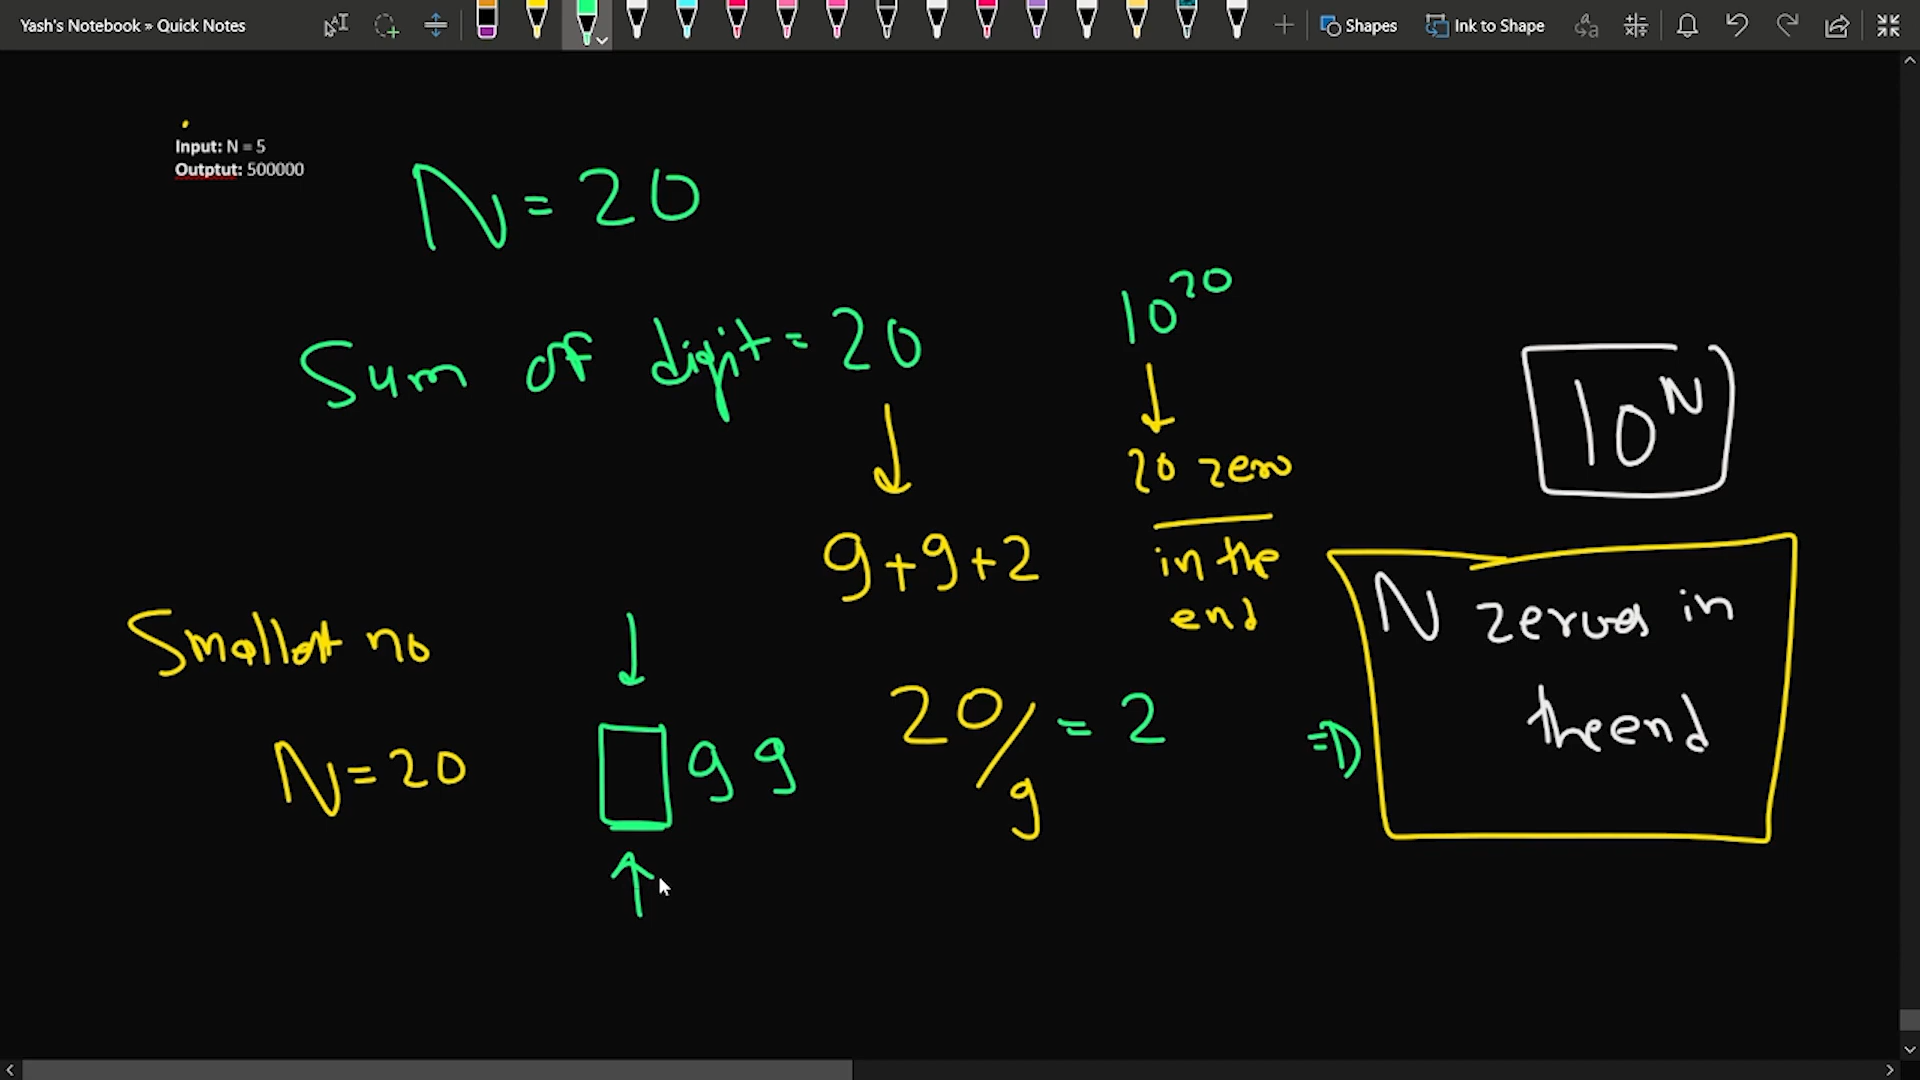 Yash's Notebook » Quick Notes
Shapes
Ink to Shape
Input: N = 5
Outptut: 500000
N = 20
Sum of digit = 20
10^20
20 zero
in the
end
10^N
9+9+2
N zeroes in
the end
Smallest no
N = 20
9 9
20/9 = 2